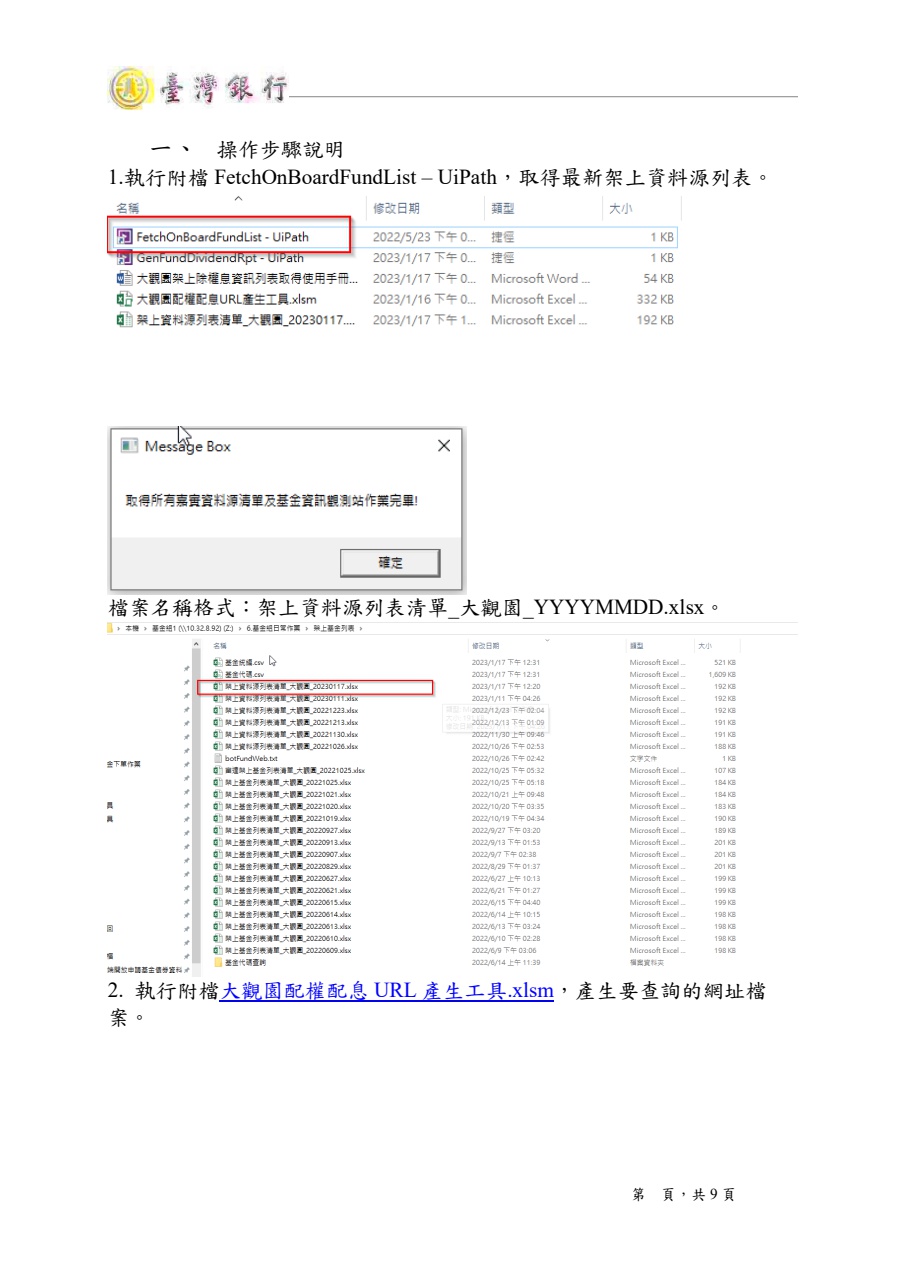 臺灣銀行
一、 操作步驟說明
1.執行附檔 FetchOnBoardFundList – UiPath，取得最新架上資料源列表。
名稱 修改日期 類型 大小
FetchOnBoardFundList - UiPath 2022/5/23 下午 0... 捷徑 1 KB
GenFundDividendRpt - UiPath 2023/1/17 下午 0... 捷徑 1 KB
大觀園架上除權息資訊列表取得使用手冊... 2023/1/17 下午 0... Microsoft Word ... 54 KB
大觀園配權配息URL產生工具.xlsm 2023/1/16 下午 0... Microsoft Excel ... 332 KB
架上資料源列表清單_大觀園_20230117.... 2023/1/17 下午 1... Microsoft Excel ... 192 KB
Message Box
取得所有嘉實資料源清單及基金資訊觀測站作業完畢!
確定
檔案名稱格式：架上資料源列表清單_大觀園_YYYYMMDD.xlsx。
› 本機 › 基金組1 (\\10.32.8.92) (Z:) › 6.基金組日常作業 › 架上基金列表 ›
名稱 修改日期 類型 大小
基金統編.csv 2023/1/17 下午 12:31 Microsoft Excel ... 521 KB
基金代碼.csv 2023/1/17 下午 12:31 Microsoft Excel ... 1,609 KB
架上資料源列表清單_大觀園_20230117.xlsx 2023/1/17 下午 12:20 Microsoft Excel ... 192 KB
架上資料源列表清單_大觀園_20230111.xlsx 2023/1/11 下午 04:26 Microsoft Excel ... 192 KB
架上資料源列表清單_大觀園_20221223.xlsx 2022/12/23 下午 02:04 Microsoft Excel ... 192 KB
架上資料源列表清單_大觀園_20221213.xlsx 2022/12/13 下午 01:09 Microsoft Excel ... 191 KB
架上資料源列表清單_大觀園_20221130.xlsx 2022/11/30 上午 09:46 Microsoft Excel ... 191 KB
架上資料源列表清單_大觀園_20221026.xlsx 2022/10/26 下午 02:53 Microsoft Excel ... 188 KB
botFundWeb.txt 2022/10/26 下午 02:42 文字文件 1 KB
金下單作業
架上基金列表清單_大觀園_20221025.xlsx 2022/10/25 下午 05:32 Microsoft Excel ... 107 KB
架上基金列表清單_大觀園_20221025.xlsx 2022/10/25 下午 05:18 Microsoft Excel ... 184 KB
架上基金列表清單_大觀園_20221021.xlsx 2022/10/21 上午 09:48 Microsoft Excel ... 184 KB
架上基金列表清單_大觀園_20221020.xlsx 2022/10/20 下午 03:35 Microsoft Excel ... 183 KB
架上基金列表清單_大觀園_20221019.xlsx 2022/10/19 下午 04:34 Microsoft Excel ... 190 KB
架上基金列表清單_大觀園_20220927.xlsx 2022/9/27 下午 03:20 Microsoft Excel ... 189 KB
架上基金列表清單_大觀園_20220913.xlsx 2022/9/13 下午 01:53 Microsoft Excel ... 201 KB
架上基金列表清單_大觀園_20220907.xlsx 2022/9/7 下午 02:38 Microsoft Excel ... 201 KB
架上基金列表清單_大觀園_20220829.xlsx 2022/8/29 下午 01:37 Microsoft Excel ... 201 KB
架上基金列表清單_大觀園_20220627.xlsx 2022/6/27 上午 10:13 Microsoft Excel ... 199 KB
架上基金列表清單_大觀園_20220621.xlsx 2022/6/21 下午 01:27 Microsoft Excel ... 199 KB
架上基金列表清單_大觀園_20220615.xlsx 2022/6/15 下午 04:40 Microsoft Excel ... 199 KB
架上基金列表清單_大觀園_20220614.xlsx 2022/6/14 上午 10:15 Microsoft Excel ... 198 KB
架上基金列表清單_大觀園_20220613.xlsx 2022/6/13 下午 03:24 Microsoft Excel ... 198 KB
架上基金列表清單_大觀園_20220610.xlsx 2022/6/10 下午 02:28 Microsoft Excel ... 198 KB
架上基金列表清單_大觀園_20220609.xlsx 2022/6/9 下午 03:06 Microsoft Excel ... 198 KB
基金代碼查詢 2022/6/14 上午 11:39 檔案資料夾
2. 執行附檔大觀園配權配息 URL 產生工具.xlsm，產生要查詢的網址檔
案。
第 頁，共 9 頁